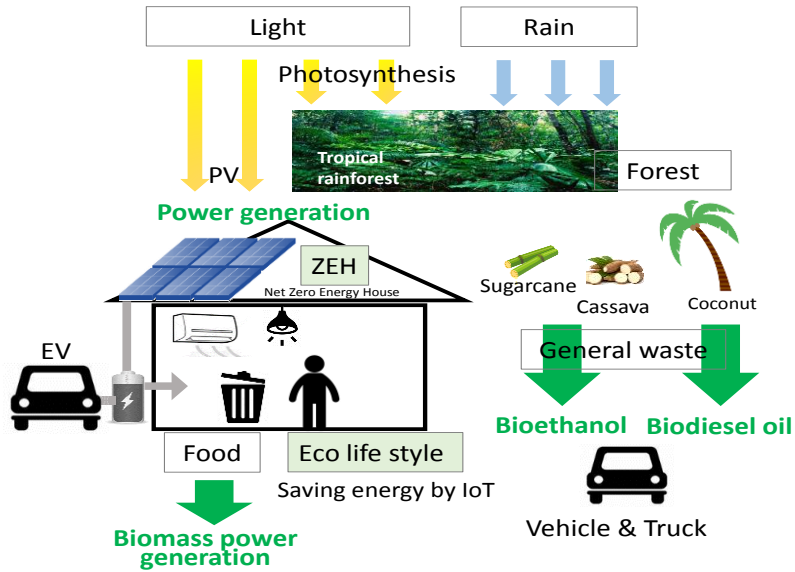 Light
Rain
Photosynthesis
Tropical
rainforest
Forest
PV
Power generation
ZEH
Net Zero Energy House
Sugarcane
Cassava
Coconut
EV
General waste
Bioethanol
Biodiesel oil
Food
Eco life style
Saving energy by IoT
Vehicle & Truck
Biomass power
generation